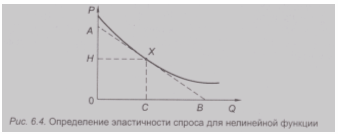 P
A
X
H
0
C
B
Q
Рис. 6.4. Определение эластичности спроса для нелинейной функции